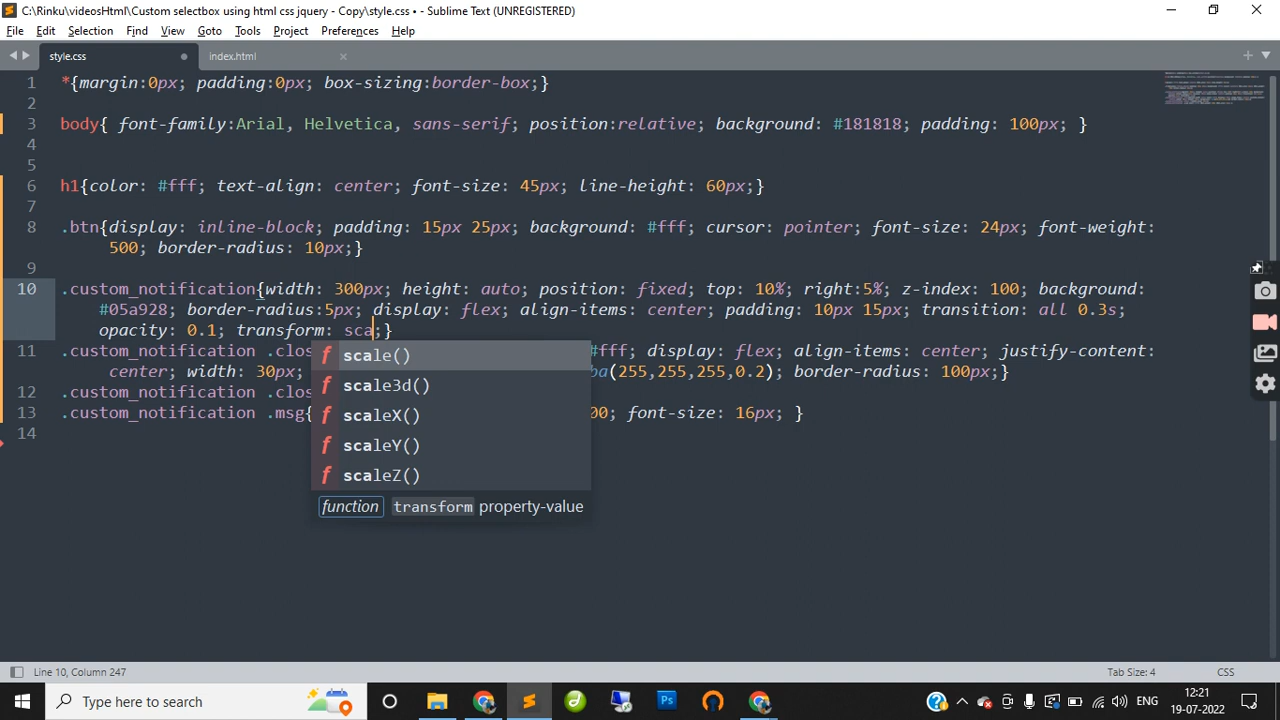 C:\Rinku\videosHtml\Custom selectbox using html css jquery - Copy\style.css • - Sublime Text (UNREGISTERED)
File Edit Selection Find View Goto Tools Project Preferences Help
style.css index.html
1 *{margin:0px; padding:0px; box-sizing:border-box;}
2
3 body{ font-family:Arial, Helvetica, sans-serif; position:relative; background: #181818; padding: 100px; }
4
5
6 h1{color: #fff; text-align: center; font-size: 45px; line-height: 60px;}
7
8 .btn{display: inline-block; padding: 15px 25px; background: #fff; cursor: pointer; font-size: 24px; font-weight:
500; border-radius: 10px;}
9
10 .custom_notification{width: 300px; height: auto; position: fixed; top: 10%; right:5%; z-index: 100; background:
#05a928; border-radius:5px; display: flex; align-items: center; padding: 10px 15px; transition: all 0.3s;
opacity: 0.1; transform: sca;}
11 .custom_notification .clos #fff; display: flex; align-items: center; justify-content:
center; width: 30px; ba(255,255,255,0.2); border-radius: 100px;}
12 .custom_notification .clos
13 .custom_notification .msg{ 00; font-size: 16px; }
14
f scale()
f scale3d()
f scaleX()
f scaleY()
f scaleZ()
function transform property-value
Line 10, Column 247 Tab Size: 4 CSS
Type here to search
Ps
ENG
12:21
19-07-2022